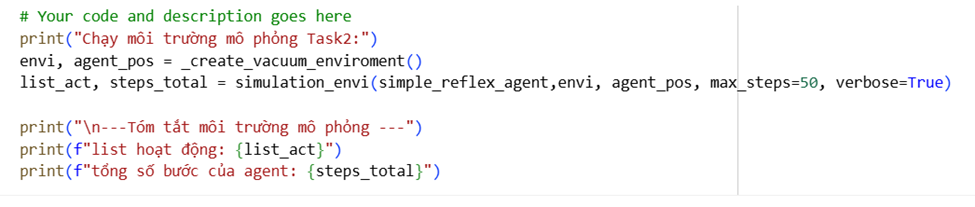 # Your code and description goes here
print("Chạy môi trường mô phỏng Task2:")
envi, agent_pos = _create_vacuum_enviroment()
list_act, steps_total = simulation_envi(simple_reflex_agent,envi, agent_pos, max_steps=50, verbose=True)
print("\n---Tóm tắt môi trường mô phỏng ---")
print(f"list hoạt động: {list_act}")
print(f"tổng số bước của agent: {steps_total}")